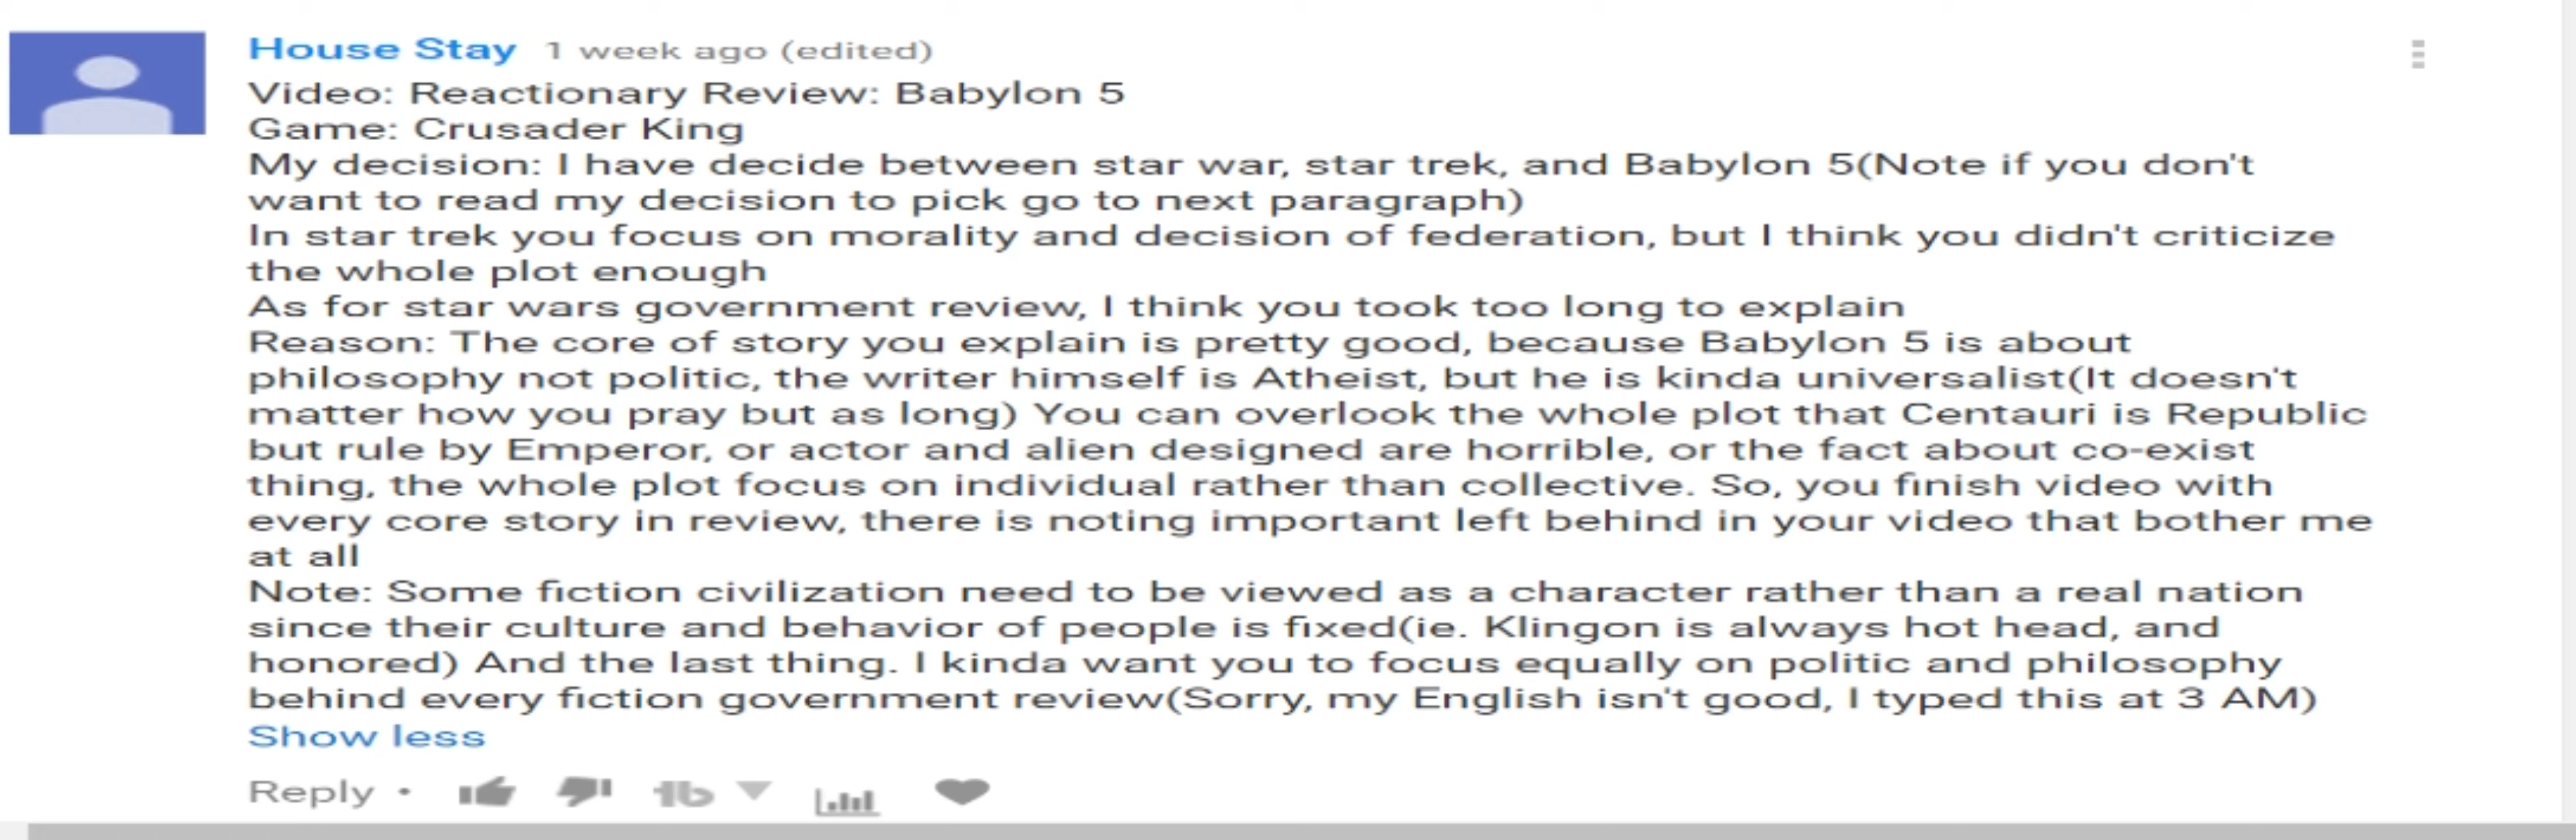 House Stay 1 week ago (edited)
Video: Reactionary Review: Babylon 5
Game: Crusader King
My decision: I have decide between star war, star trek, and Babylon 5(Note if you don't
want to read my decision to pick go to next paragraph)
In star trek you focus on morality and decision of federation, but I think you didn't criticize
the whole plot enough
As for star wars government review, I think you took too long to explain
Reason: The core of story you explain is pretty good, because Babylon 5 is about
philosophy not politic, the writer himself is Atheist, but he is kinda universalist(It doesn't
matter how you pray but as long) You can overlook the whole plot that Centauri is Republic
but rule by Emperor, or actor and alien designed are horrible, or the fact about co-exist
thing, the whole plot focus on individual rather than collective. So, you finish video with
every core story in review, there is noting important left behind in your video that bother me
at all
Note: Some fiction civilization need to be viewed as a character rather than a real nation
since their culture and behavior of people is fixed(ie. Klingon is always hot head, and
honored) And the last thing. I kinda want you to focus equally on politic and philosophy
behind every fiction government review(Sorry, my English isn't good, I typed this at 3 AM)
Show less
Reply •